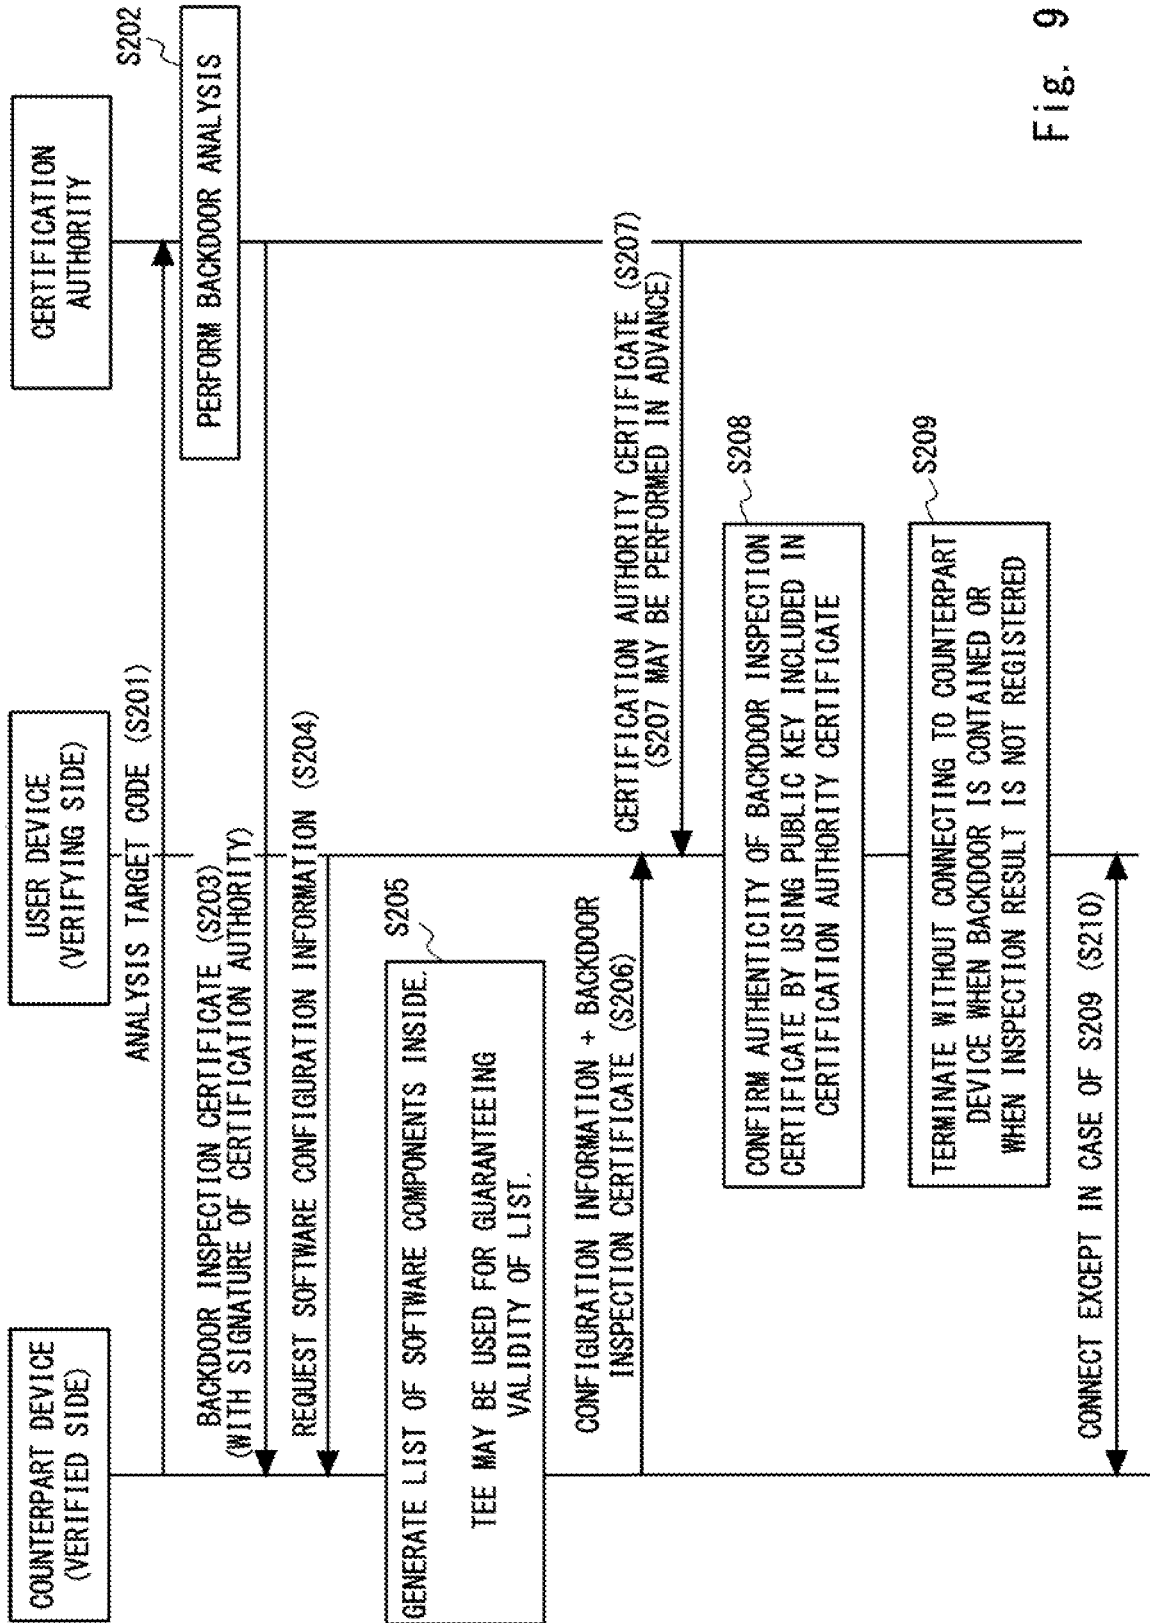 COUNTERPART DEVICE
(VERIFIED SIDE)
USER DEVICE
(VERIFYING SIDE)
CERTIFICATION
AUTHORITY
ANALYSIS TARGET CODE (S201)
S202
PERFORM BACKDOOR ANALYSIS
BACKDOOR INSPECTION CERTIFICATE (S203)
(WITH SIGNATURE OF CERTIFICATION AUTHORITY)
REQUEST SOFTWARE CONFIGURATION INFORMATION (S204)
S205
GENERATE LIST OF SOFTWARE COMPONENTS INSIDE.
TEE MAY BE USED FOR GUARANTEEING
VALIDITY OF LIST.
CONFIGURATION INFORMATION + BACKDOOR
INSPECTION CERTIFICATE (S206)
CERTIFICATION AUTHORITY CERTIFICATE (S207)
(S207 MAY BE PERFORMED IN ADVANCE)
S208
CONFIRM AUTHENTICITY OF BACKDOOR INSPECTION
CERTIFICATE BY USING PUBLIC KEY INCLUDED IN
CERTIFICATION AUTHORITY CERTIFICATE
S209
TERMINATE WITHOUT CONNECTING TO COUNTERPART
DEVICE WHEN BACKDOOR IS CONTAINED OR
WHEN INSPECTION RESULT IS NOT REGISTERED
CONNECT EXCEPT IN CASE OF S209 (S210)
Fig. 9